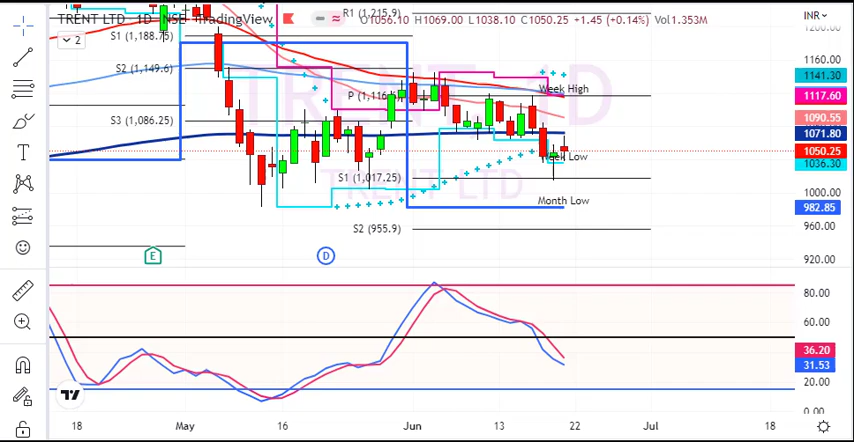 TRENT LTD 1D NSE TradingView O1056.10 H1069.00 L1038.10 C1050.25 +1.45 (+0.14%) Vol1.353M
INR
2
R1 (1,215.9)
S1 (1,188.75)
1200.00
1160.00
S2 (1,149.6)
1141.30
Week High
P (1,116.
1117.60
S3 (1,086.25)
1090.55
1071.80
1050.25
Week Low
1036.30
TRENT LTD
TRENT LTD
S1 (1,017.25)
1000.00
Month Low
982.85
S2 (955.9)
960.00
920.00
E
D
80.00
60.00
36.20
31.53
20.00
0.00
18
May
16
Jun
13
22
Jul
18